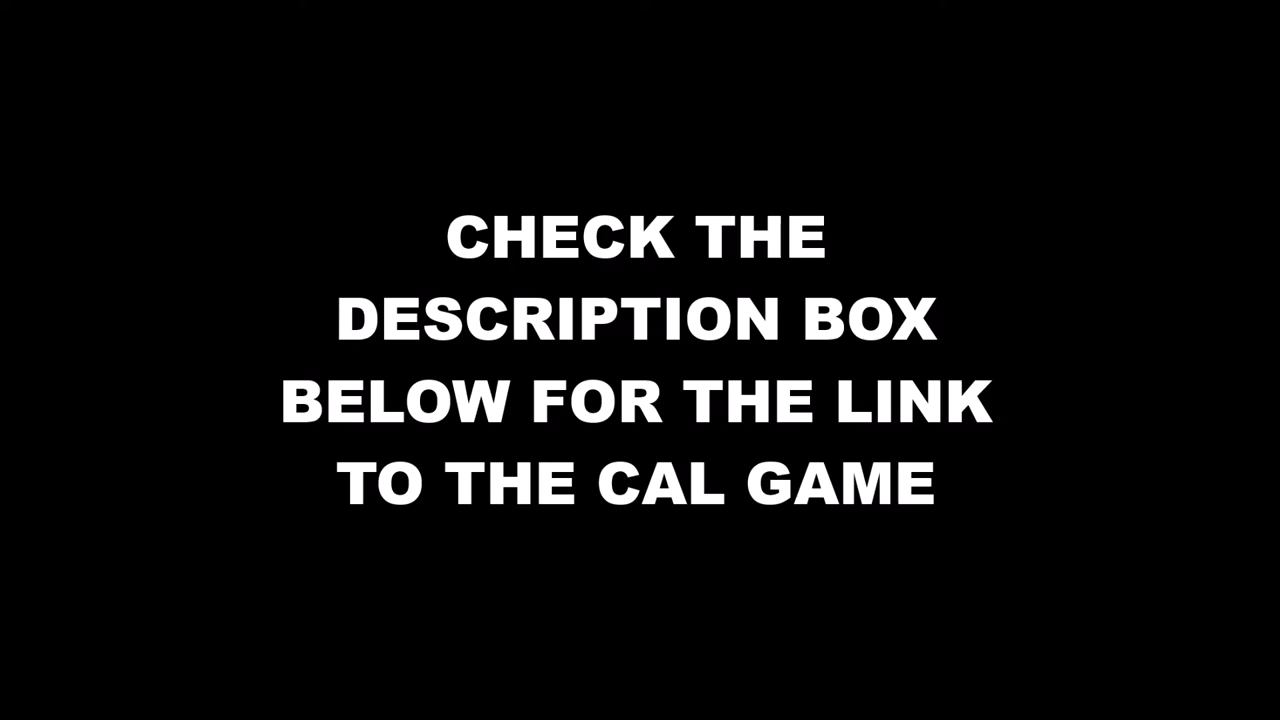 CHECK THE
DESCRIPTION BOX
BELOW FOR THE LINK
TO THE CAL GAME